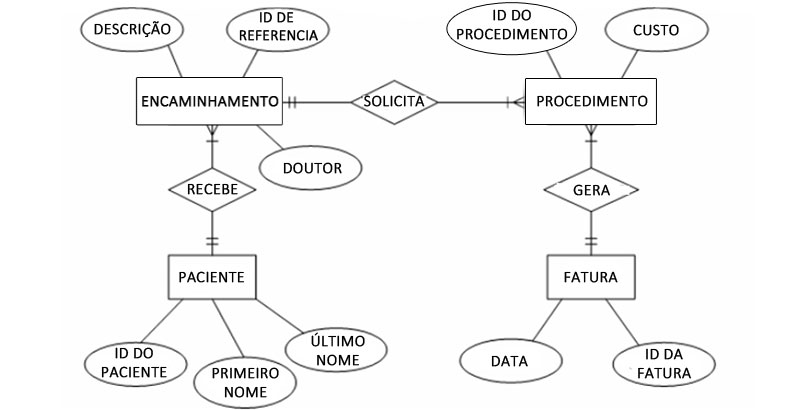 DESCRIÇÃO
ID DE
REFERENCIA
ID DO
PROCEDIMENTO
CUSTO
ENCAMINHAMENTO
SOLICITA
PROCEDIMENTO
DOUTOR
RECEBE
GERA
PACIENTE
FATURA
ID DO
PACIENTE
PRIMEIRO
NOME
ÚLTIMO
NOME
DATA
ID DA
FATURA